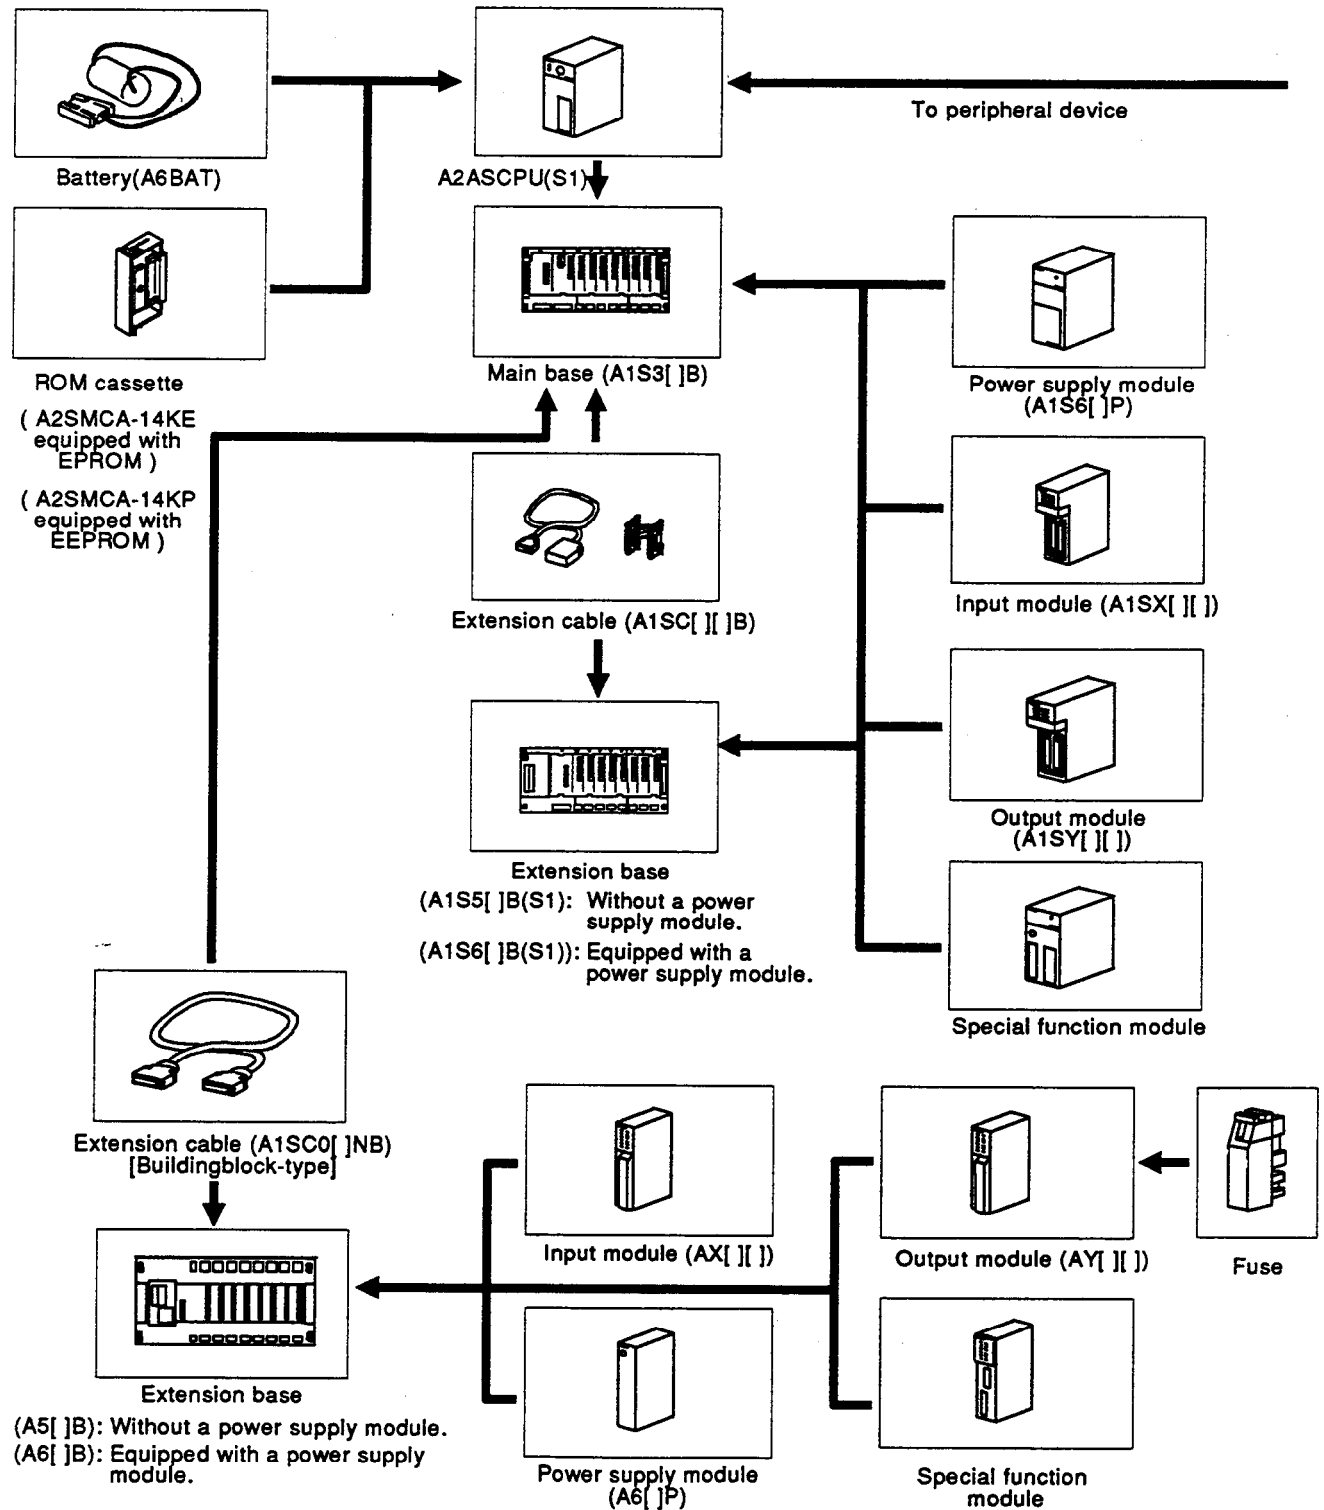 To peripheral device
Battery(A6BAT)
A2ASCPU(S1)
ROM cassette
( A2SMCA-14KE
equipped with
EPROM )
( A2SMCA-14KP
equipped with
EEPROM )
Main base (A1S3[ ]B)
Power supply module
(A1S6[ ]P)
Extension cable (A1SC[ ][ ]B)
Input module (A1SX[ ][ ])
Output module
(A1SY[ ][ ])
Extension base
(A1S5[ ]B(S1): Without a power
supply module.
(A1S6[ ]B(S1)): Equipped with a
power supply module.
Special function module
Extension cable (A1SC0[ ]NB)
[Buildingblock-type]
Input module (AX[ ][ ])
Output module (AY[ ][ ])
Fuse
Extension base
(A5[ ]B): Without a power supply module.
(A6[ ]B): Equipped with a power supply
module.
Power supply module
(A6[ ]P)
Special function
module